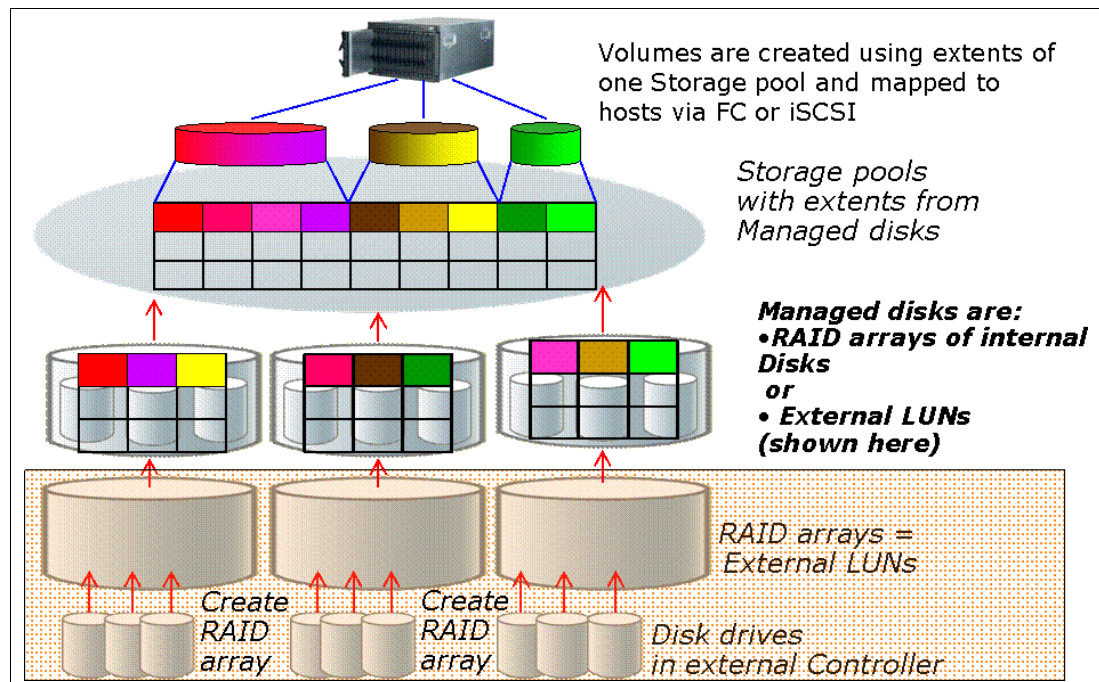 Volumes are created using extents of
one Storage pool and mapped to
hosts via FC or iSCSI
Storage pools
with extents from
Managed disks
Managed disk are:
•RAID arrays of internal
Disks
or
• External LUNs
(shown here)
RAID arrays =
External LUNs
Create
RAID
array
Create
RAID
array
Disk drives
in external Controller